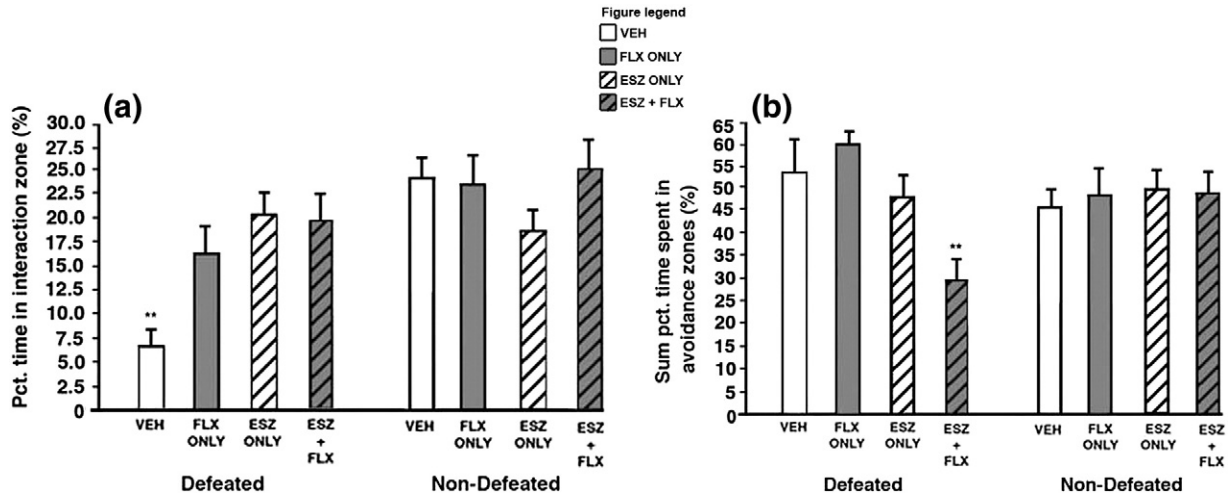 Figure legend
VEH
FLX ONLY
ESZ ONLY
ESZ + FLX
(a)
Pct. time in interaction zone (%)
30.0
27.5
25.0
22.5
20.0
17.5
15.0
12.5
10.0
7.5
5.0
2.5
0
**
VEH
FLX
ONLY
ESZ
ONLY
ESZ
+
FLX
VEH
FLX
ONLY
ESZ
ONLY
ESZ
+
FLX
Defeated
Non-Defeated
(b)
Sum pct. time spent in
avoidance zones (%)
65
60
55
50
45
40
35
30
25
20
15
10
5
0
**
VEH
FLX
ONLY
ESZ
ONLY
ESZ
+
FLX
VEH
FLX
ONLY
ESZ
ONLY
ESZ
+
FLX
Defeated
Non-Defeated